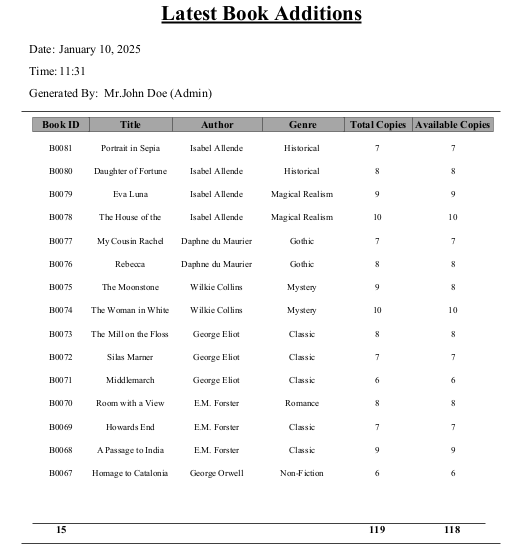 Latest Book Additions
Date: January 10, 2025
Time: 11:31
Generated By: Mr.John Doe (Admin)
Book ID Title Author Genre Total Copies Available Copies
B0081 Portrait in Sepia Isabel Allende Historical 7 7
B0080 Daughter of Fortune Isabel Allende Historical 8 8
B0079 Eva Luna Isabel Allende Magical Realism 9 9
B0078 The House of the Isabel Allende Magical Realism 10 10
B0077 My Cousin Rachel Daphne du Maurier Gothic 7 7
B0076 Rebecca Daphne du Maurier Gothic 8 8
B0075 The Moonstone Wilkie Collins Mystery 9 8
B0074 The Woman in White Wilkie Collins Mystery 10 10
B0073 The Mill on the Floss George Eliot Classic 8 8
B0072 Silas Marner George Eliot Classic 7 7
B0071 Middlemarch George Eliot Classic 6 6
B0070 Room with a View E.M. Forster Romance 8 8
B0069 Howards End E.M. Forster Classic 7 7
B0068 A Passage to India E.M. Forster Classic 9 9
B0067 Homage to Catalonia George Orwell Non-Fiction 6 6
15 119 118